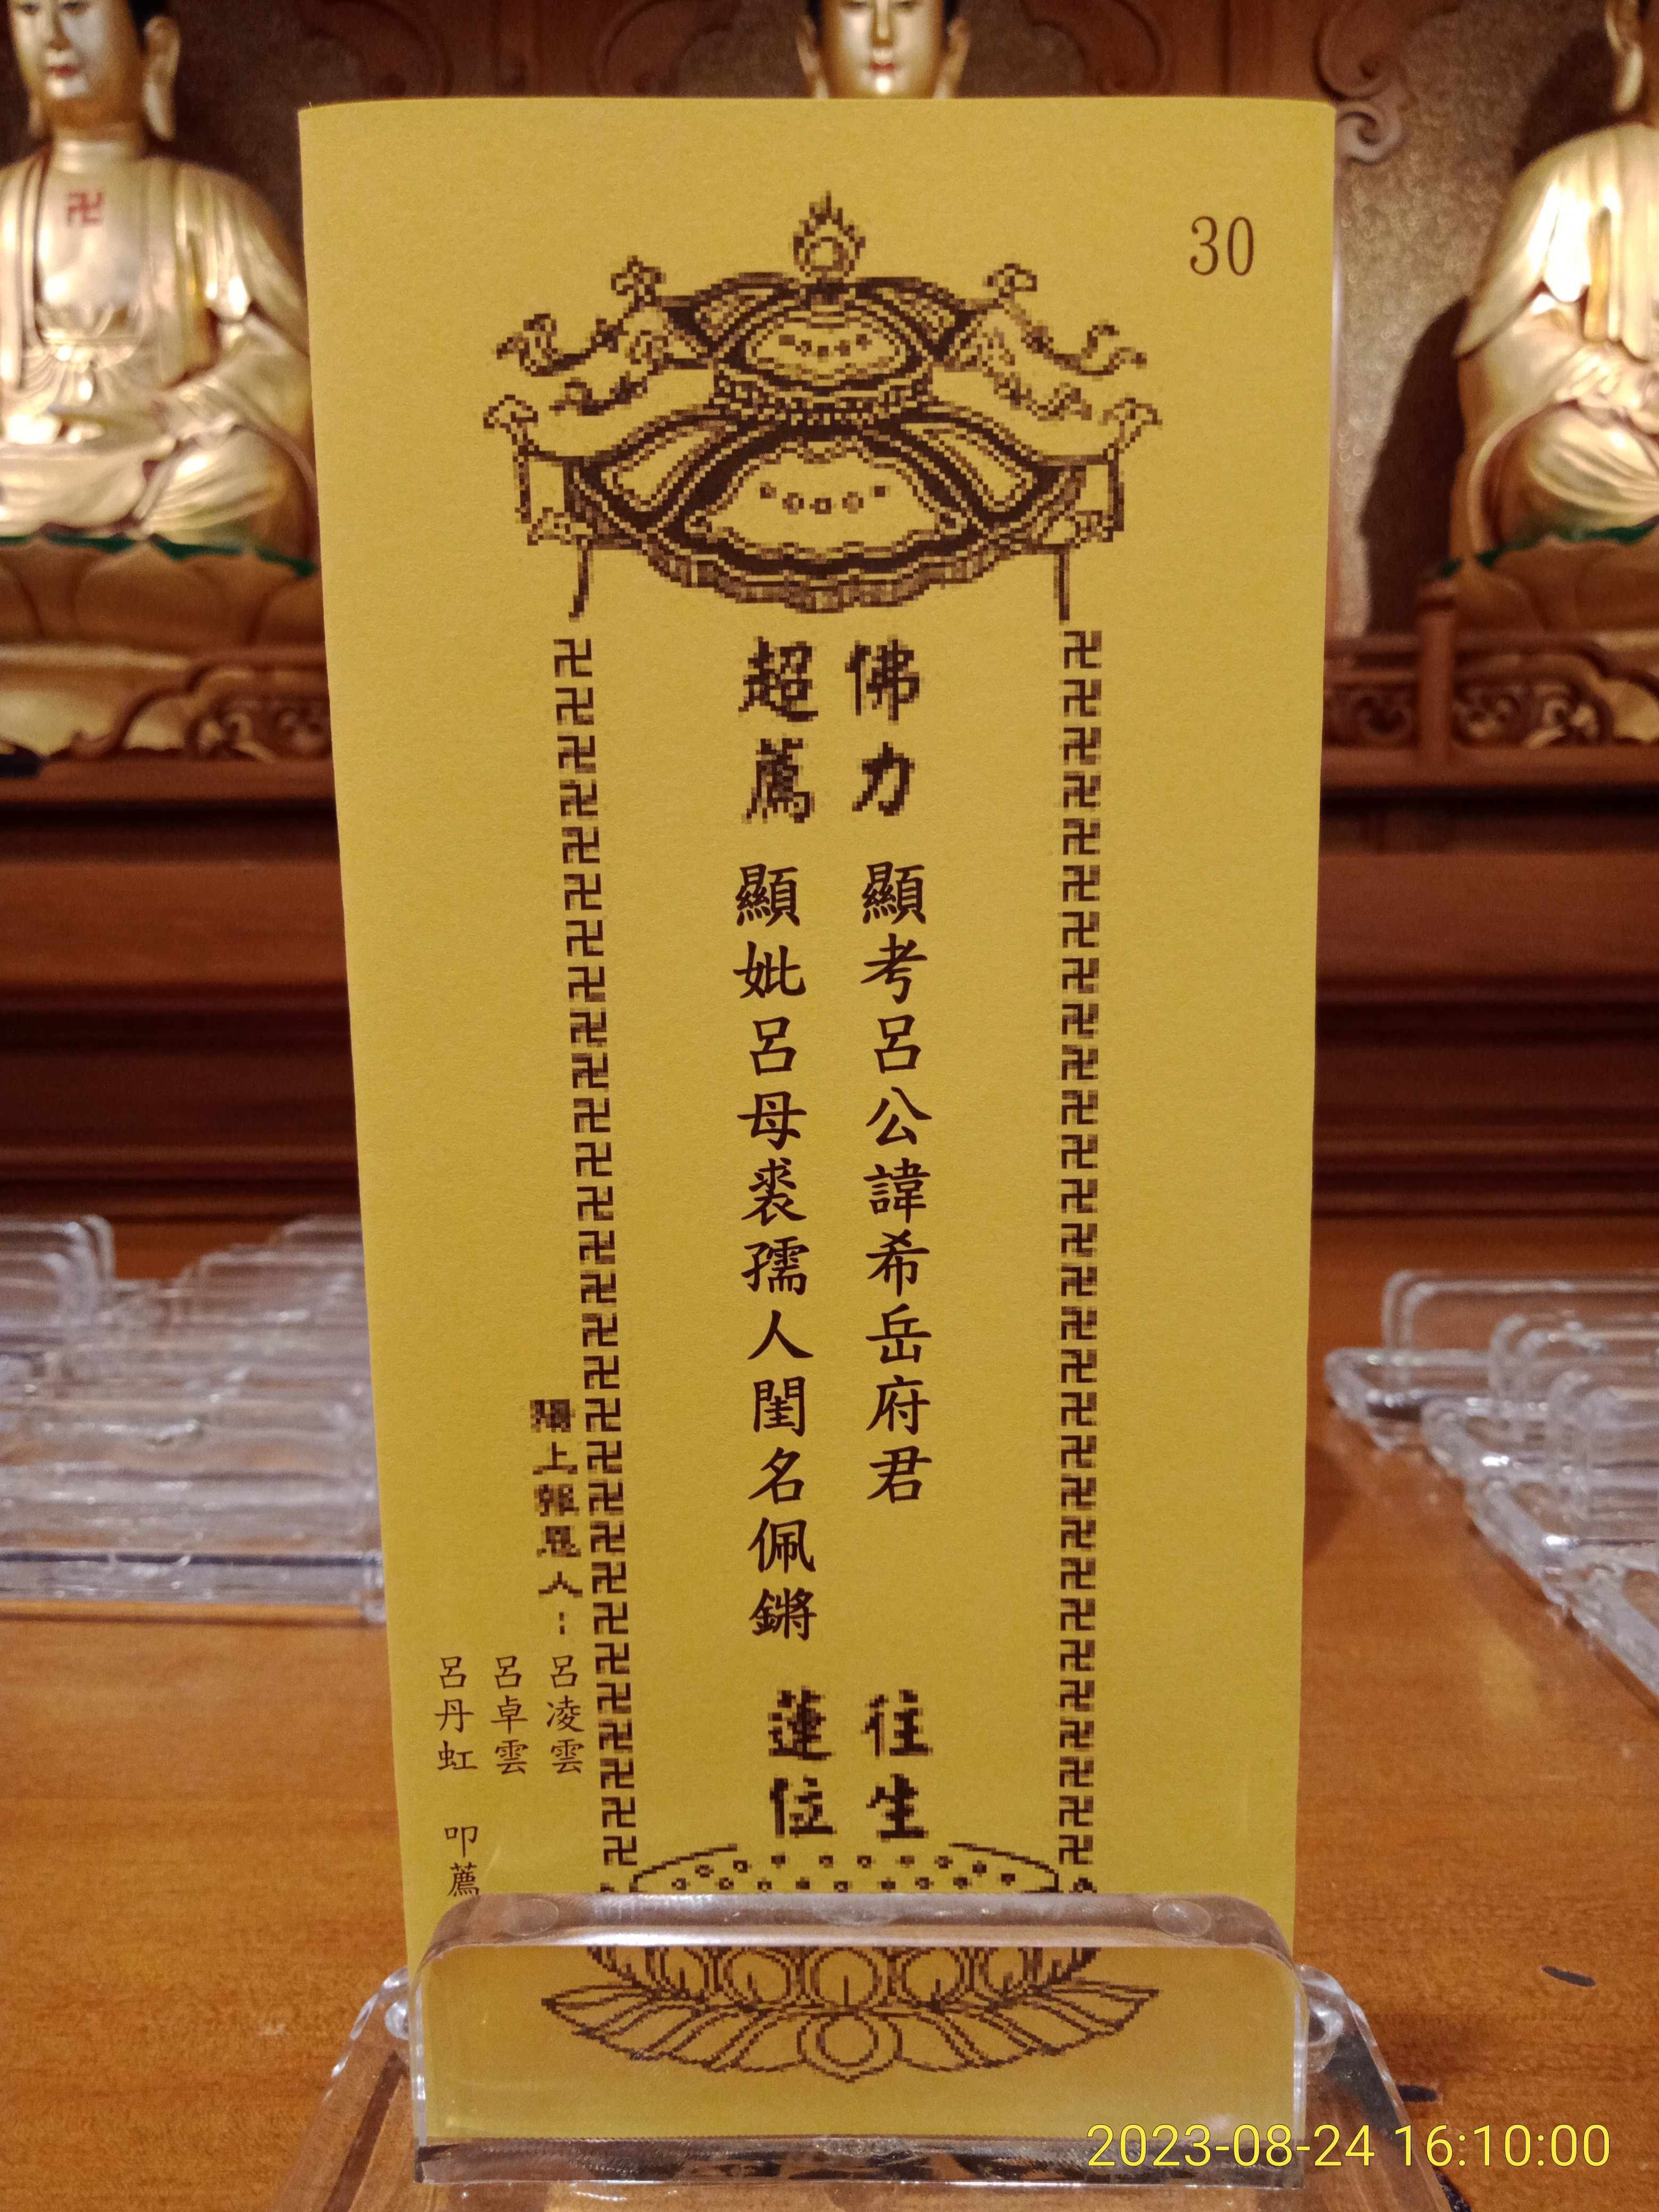 30
佛力
超薦
顯考呂公諱希岳府君
顯妣呂母裘孺人閨名佩鏘
往生
蓮位
陽上報恩人：
呂凌雲
呂卓雲
呂丹虹
叩薦
2023-08-24 16:10:00